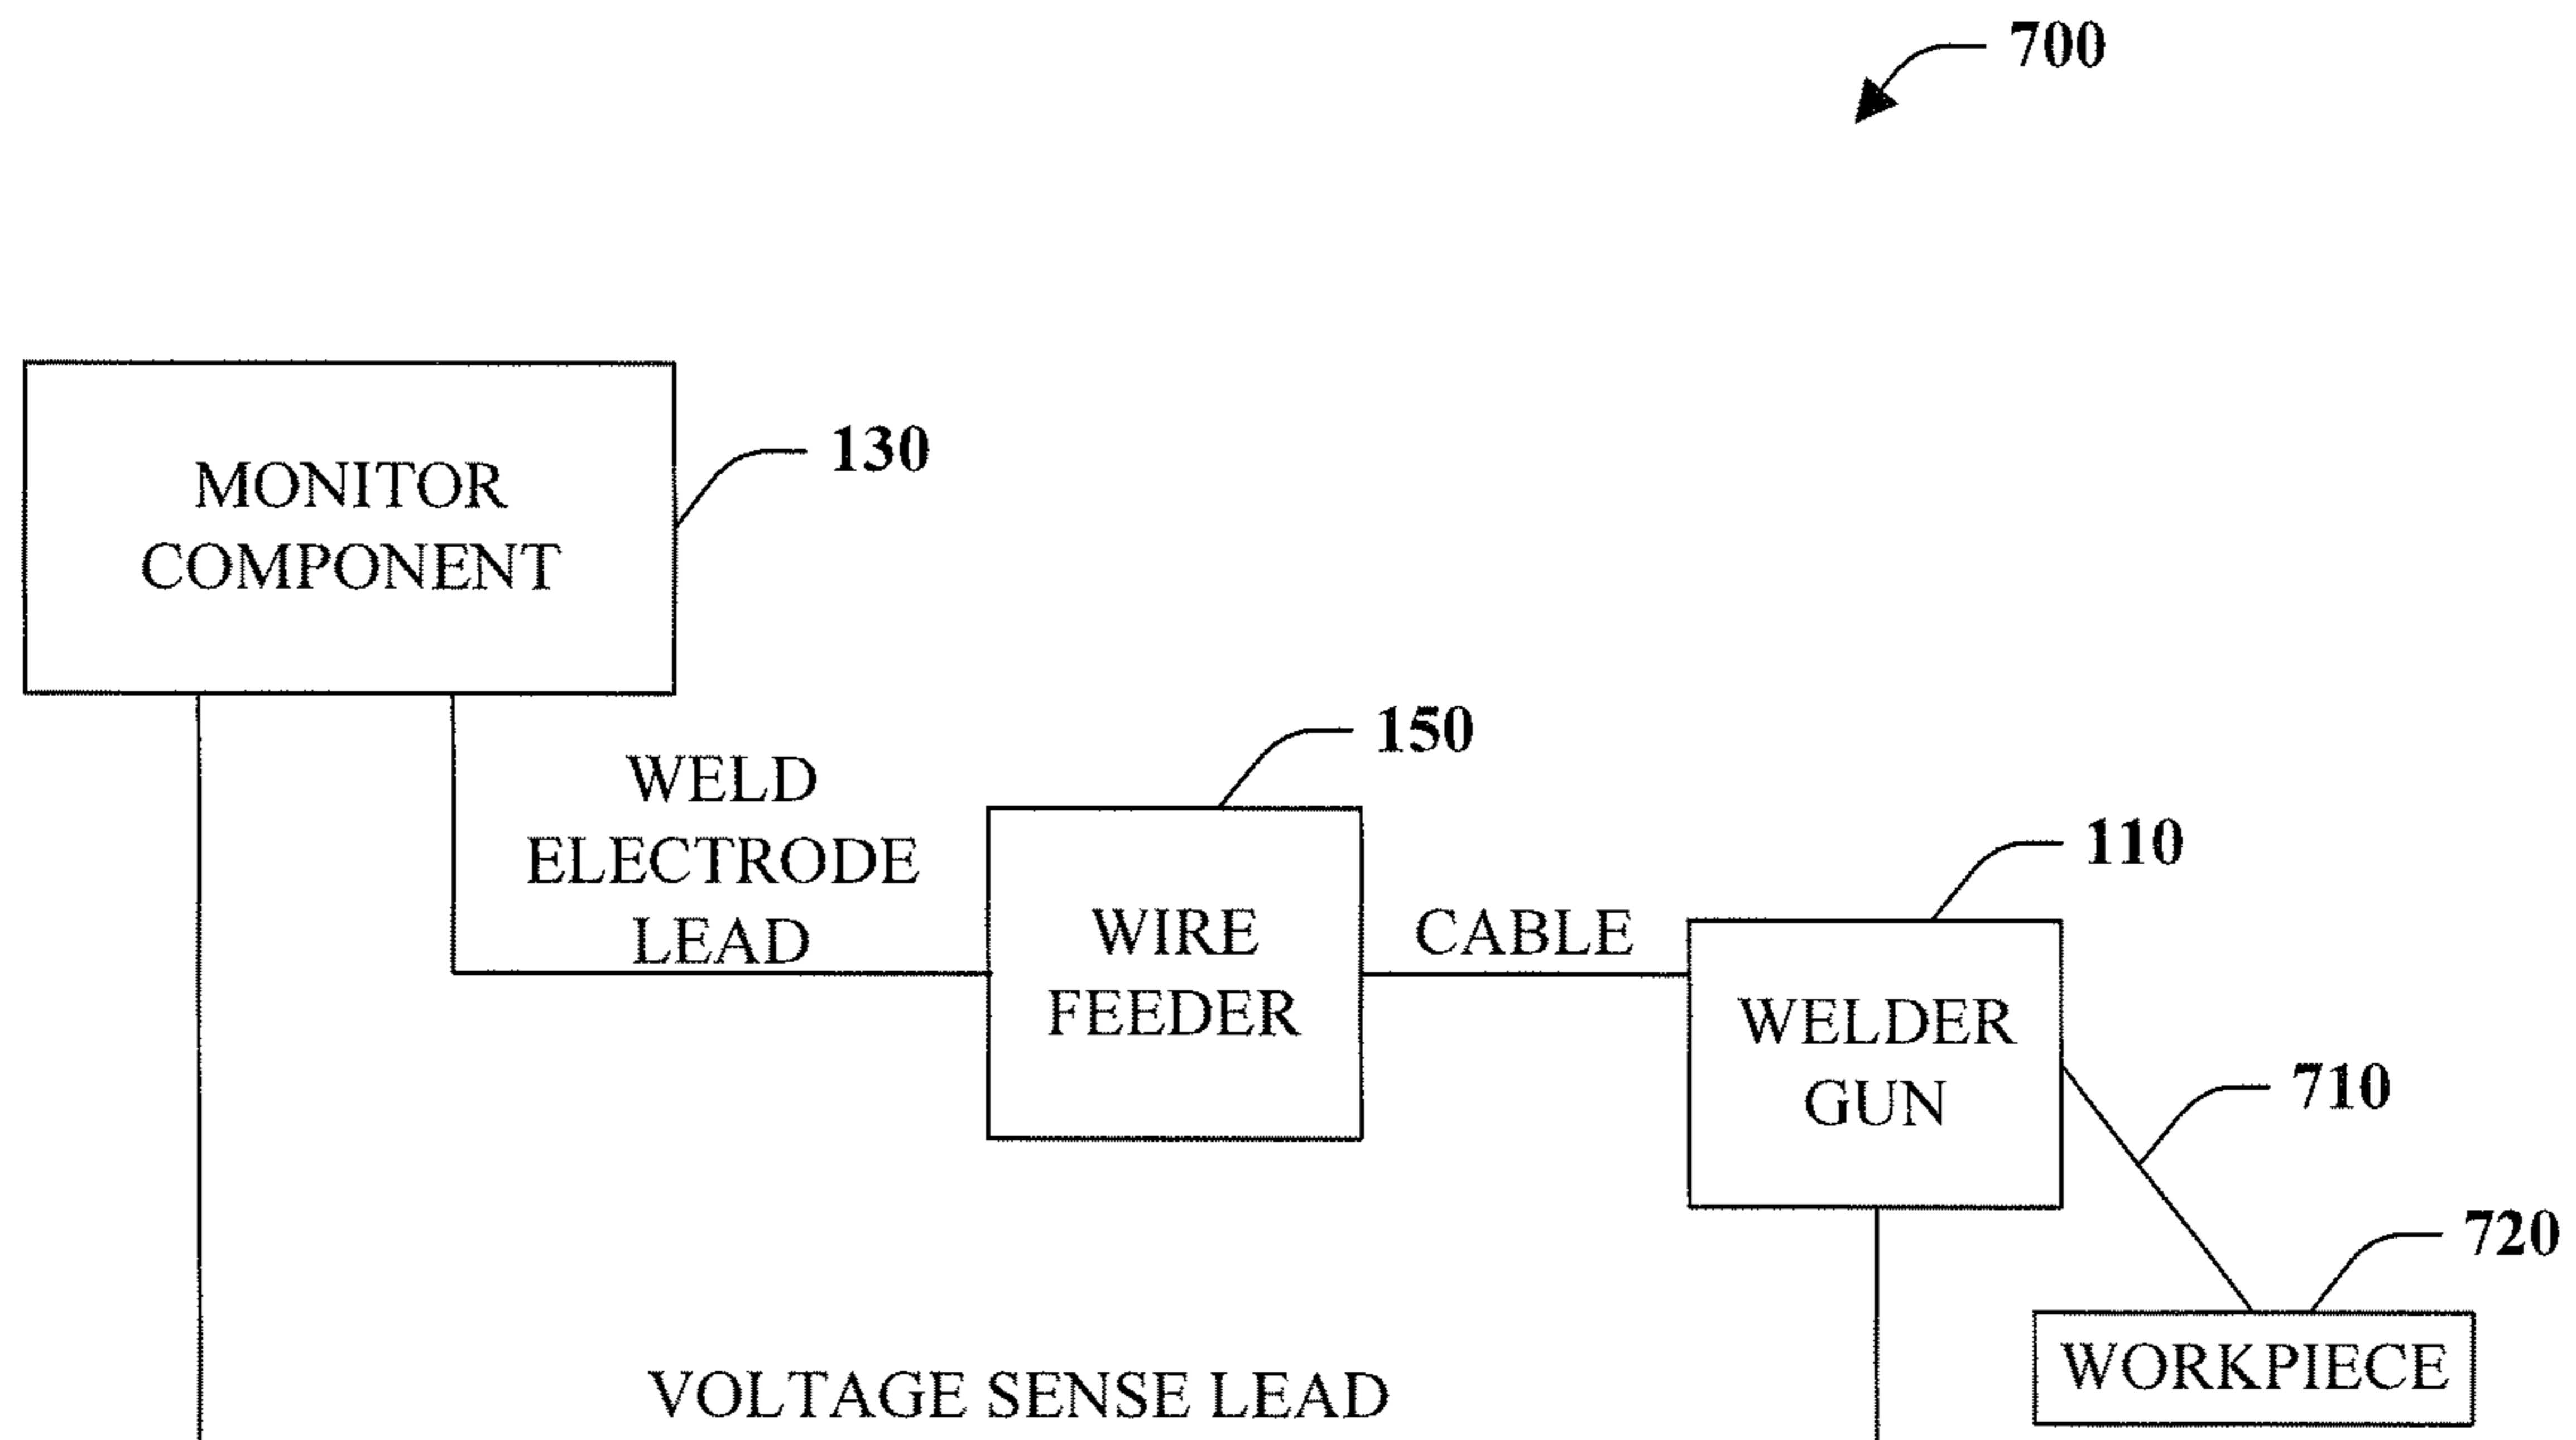 700
MONITOR
COMPONENT
130
WELD
ELECTRODE
LEAD
150
WIRE
FEEDER
CABLE
110
WELDER
GUN
710
720
WORKPIECE
VOLTAGE SENSE LEAD